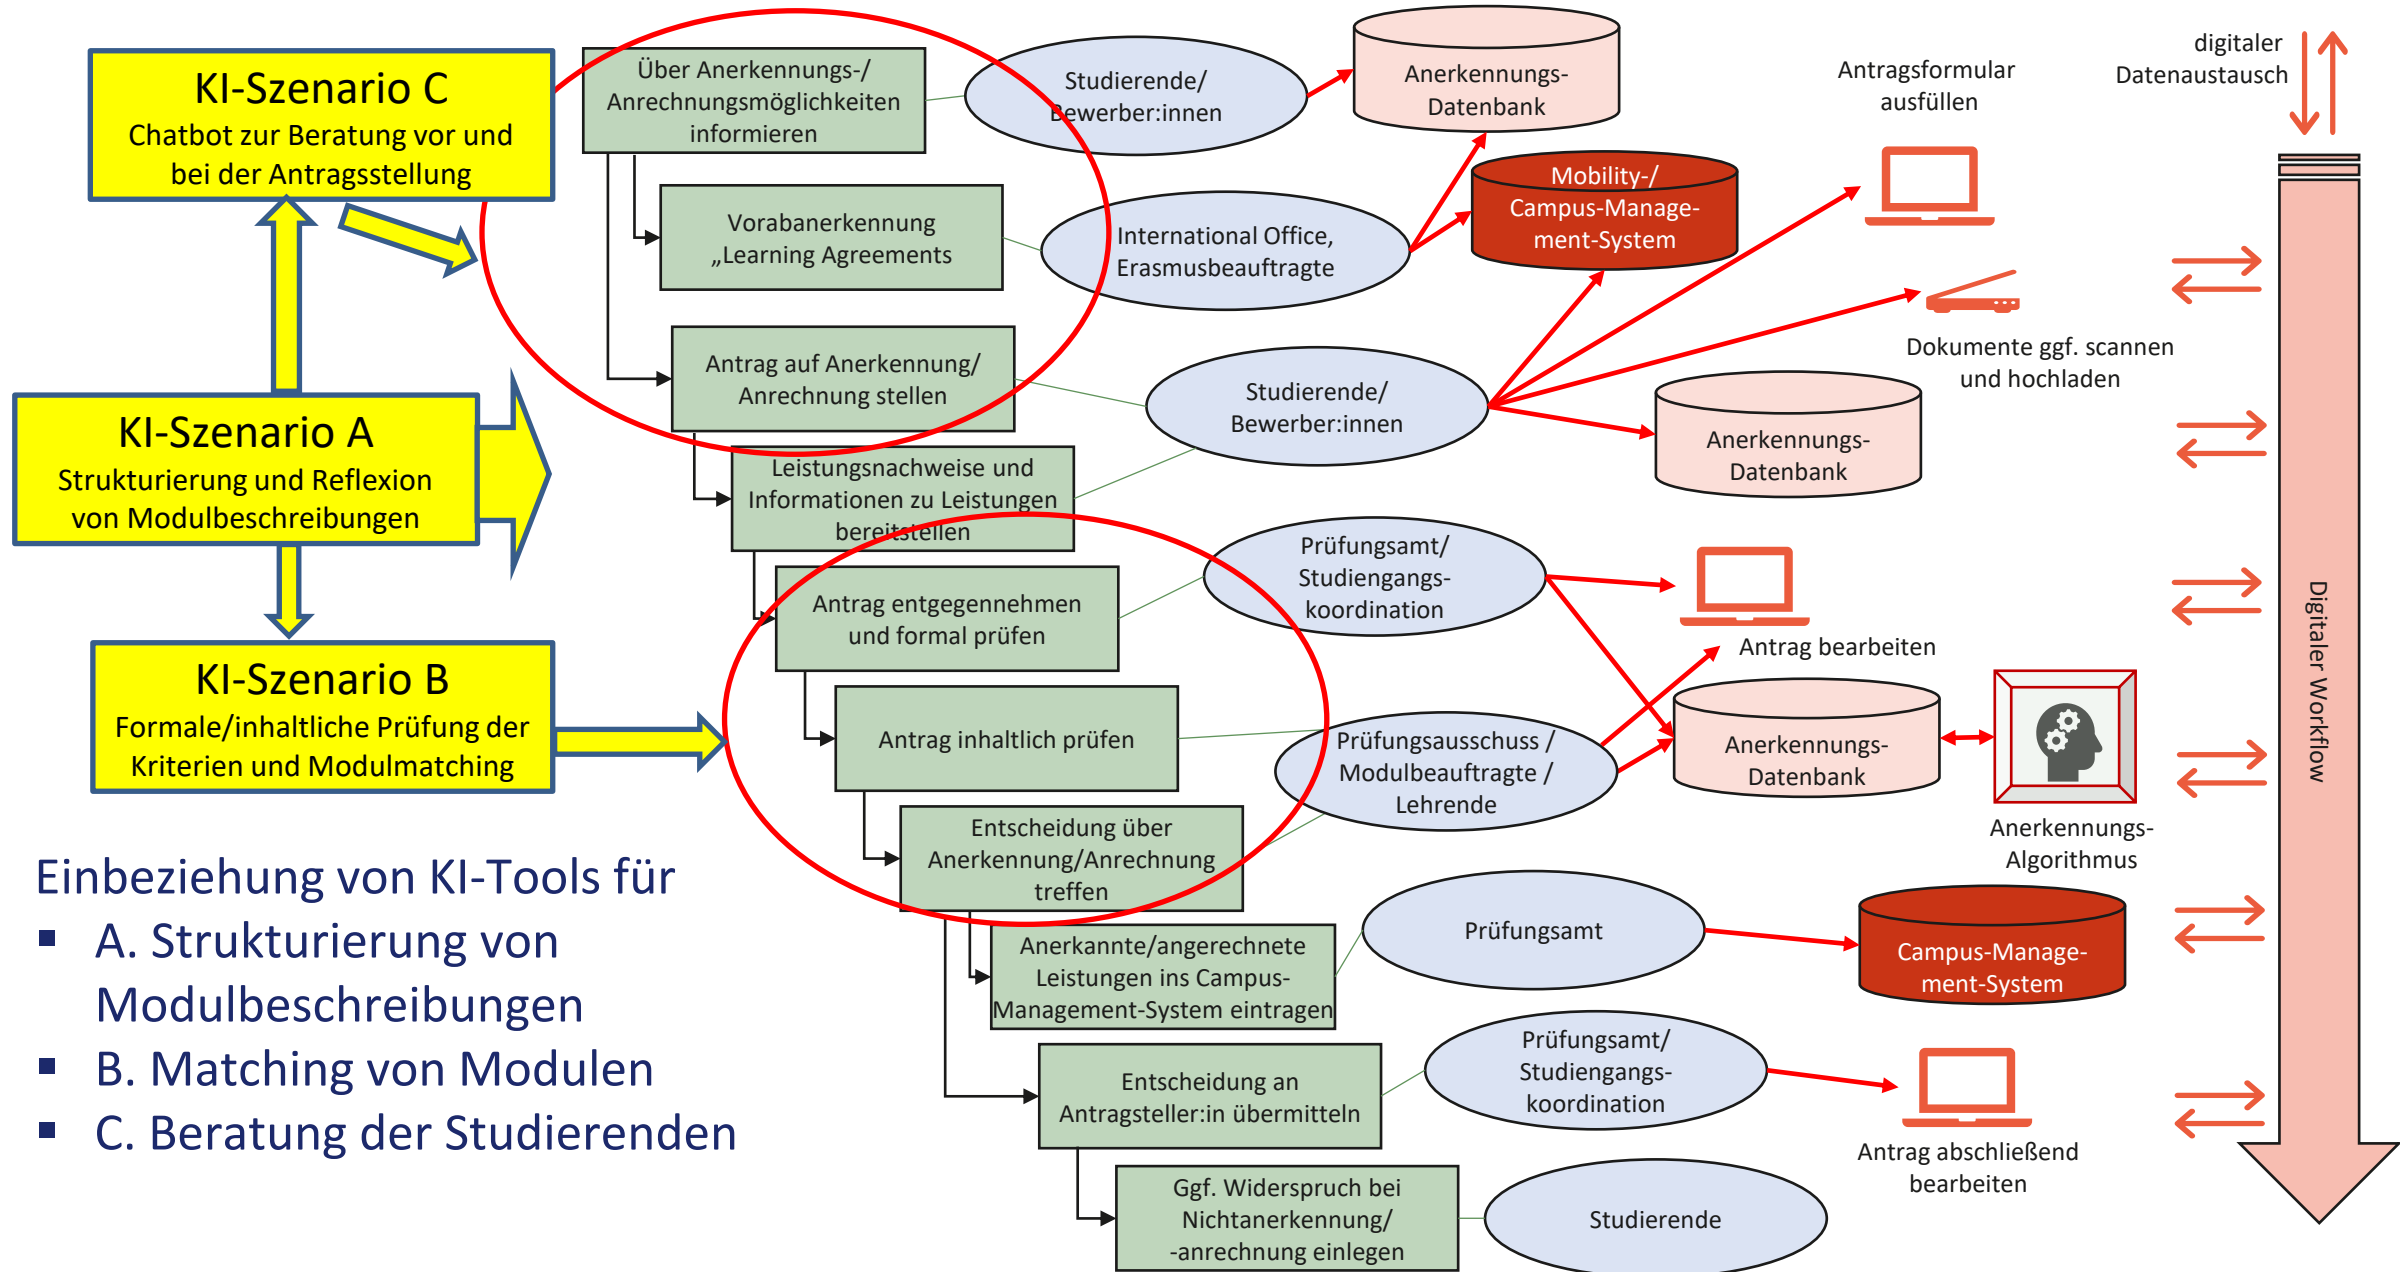 KI-Szenario C
Chatbot zur Beratung vor und
bei der Antragsstellung
KI-Szenario A
Strukturierung und Reflexion
von Modulbeschreibungen
KI-Szenario B
Formale/inhaltliche Prüfung der
Kriterien und Modulmatching
Einbeziehung von KI-Tools für
▪ A. Strukturierung von
Modulbeschreibungen
▪ B. Matching von Modulen
▪ C. Beratung der Studierenden
Über Anerkennungs-/
Anrechnungsmöglichkeiten
informieren
Studierende/
Bewerber:innen
Anerkennungs-
Datenbank
Vorabanerkennung
„Learning Agreements
International Office,
Erasmusbeauftragte
Mobility-/
Campus-Manage-
ment-System
Antragsformular
ausfüllen
digitaler
Datenaustausch
Antrag auf Anerkennung/
Anrechnung stellen
Studierende/
Bewerber:innen
Dokumente ggf. scannen
und hochladen
Anerkennungs-
Datenbank
Leistungsnachweise und
Informationen zu Leistungen
bereitstellen
Antrag entgegennehmen
und formal prüfen
Prüfungsamt/
Studiengangs-
koordination
Antrag bearbeiten
Antrag inhaltlich prüfen
Prüfungsausschuss /
Modulbeauftragte /
Lehrende
Anerkennungs-
Datenbank
Anerkennungs-
Algorithmus
Digitaler Workflow
Entscheidung über
Anerkennung/Anrechnung
treffen
Anerkannte/angerechnete
Leistungen ins Campus-
Management-System eintragen
Prüfungsamt
Campus-Manage-
ment-System
Entscheidung an
Antragsteller:in übermitteln
Prüfungsamt/
Studiengangs-
koordination
Antrag abschließend
bearbeiten
Ggf. Widerspruch bei
Nichtanerkennung/
-anrechnung einlegen
Studierende